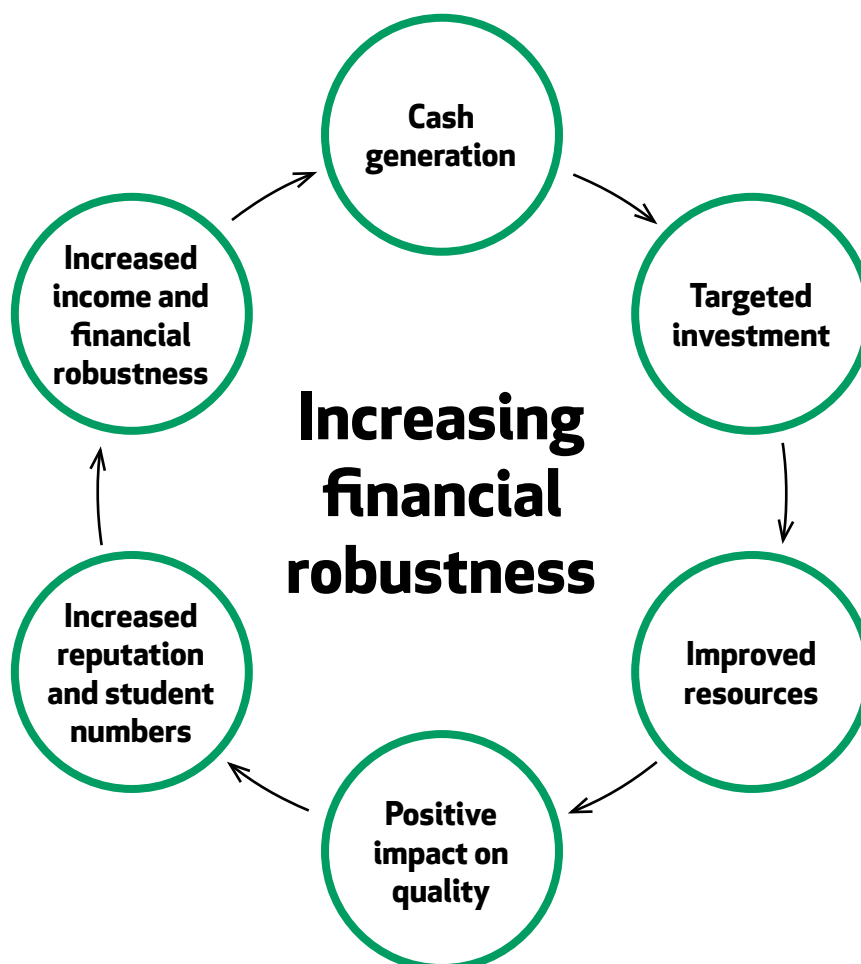 Cash
generation
Targeted
investment
Improved
resources
Positive
impact on
quality
Increased
reputation
and student
numbers
Increased
income and
financial
robustness
Increasing
financial
robustness